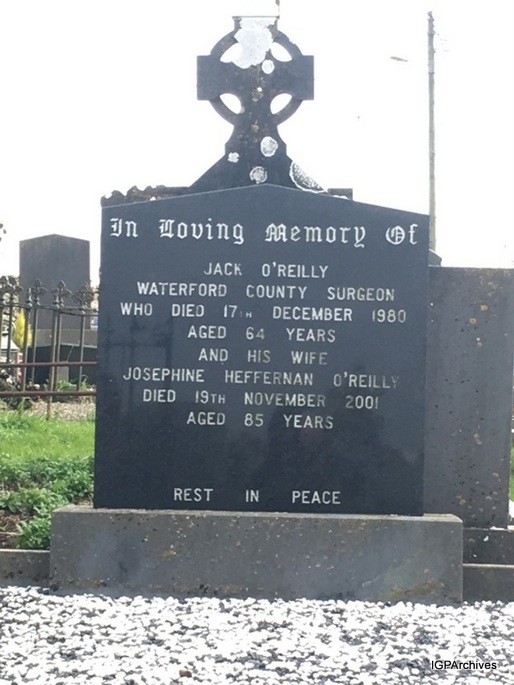 In Loving Memory Of
JACK O'REILLY
WATERFORD COUNTY SURGEON
WHO DIED 17TH DECEMBER 1980
AGED 64 YEARS
AND HIS WIFE
JOSEPHINE HEFFERNAN O'REILLY
DIED 19TH NOVEMBER 2001
AGED 85 YEARS
REST IN PEACE
IGPArchives